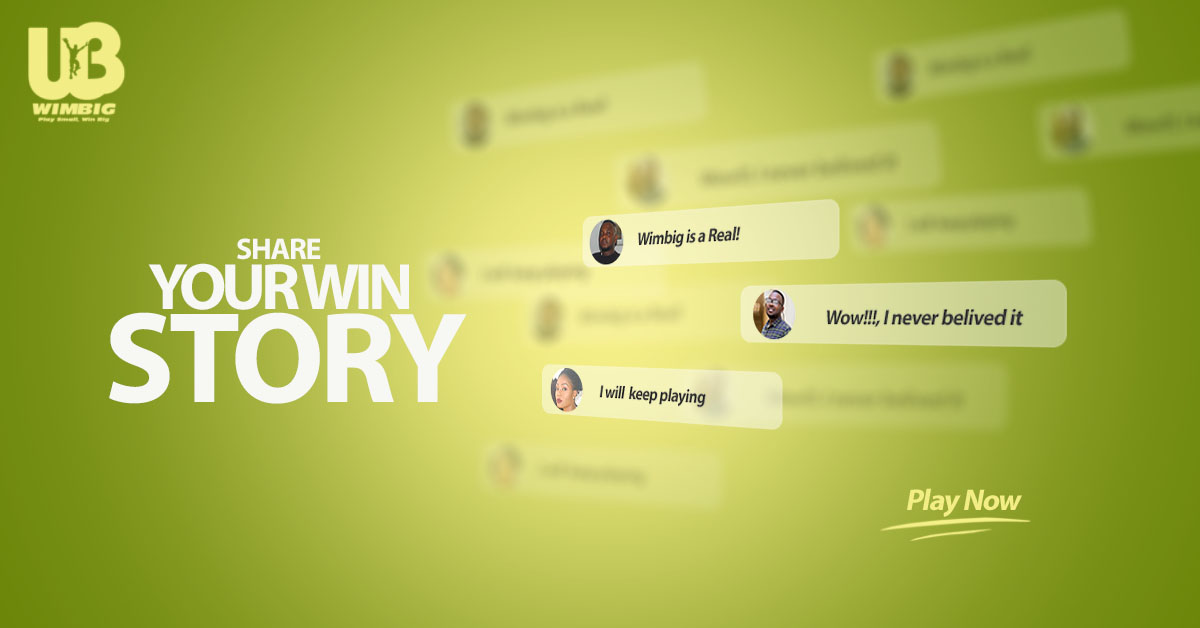 WB
WIMBIG
Play Small, Win Big
SHARE
YOUR WIN
STORY
Wimbig is a Real!
Wow!!!, I never belived it
I will keep playing
Play Now